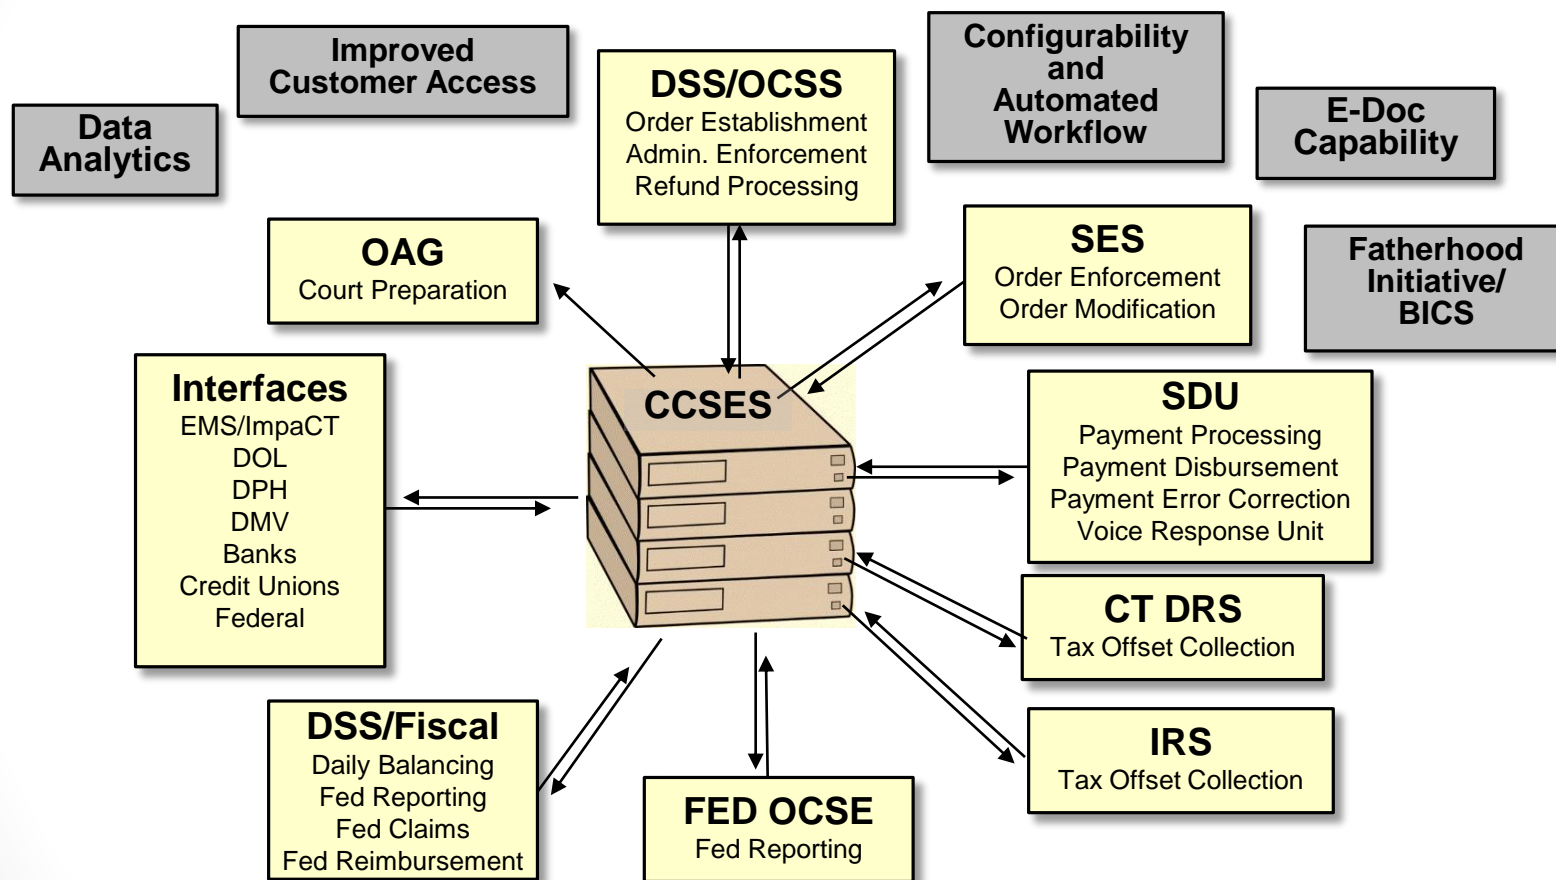 Improved
Customer Access
Configurability
and
Automated
Workflow
DSS/OCSS
Order Establishment
Admin. Enforcement
Refund Processing
Data
Analytics
E-Doc
Capability
OAG
Court Preparation
SES
Order Enforcement
Order Modification
Fatherhood
Initiative/
BICS
Interfaces
EMS/ImpaCT
DOL
DPH
DMV
Banks
Credit Unions
Federal
CCSES
SDU
Payment Processing
Payment Disbursement
Payment Error Correction
Voice Response Unit
CT DRS
Tax Offset Collection
DSS/Fiscal
Daily Balancing
Fed Reporting
Fed Claims
Fed Reimbursement
FED OCSE
Fed Reporting
IRS
Tax Offset Collection